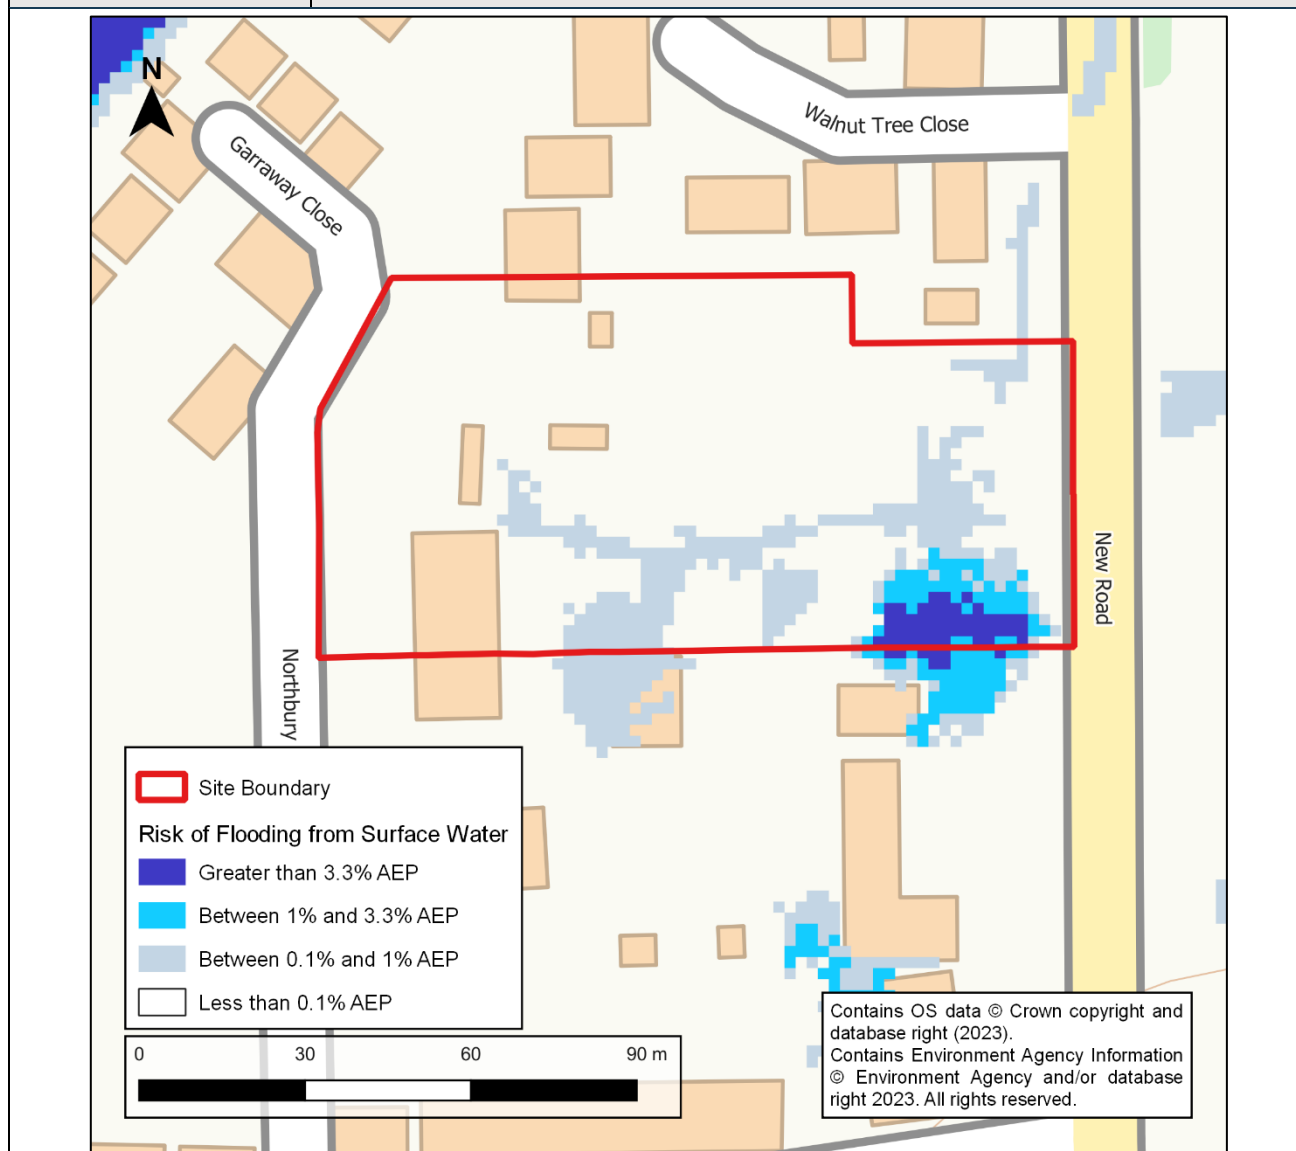 N
Walnut Tree Close
Garraway Close
New Road
Northbury
Site Boundary
Risk of Flooding from Surface Water
Greater than 3.3% AEP
Between 1% and 3.3% AEP
Between 0.1% and 1% AEP
Less than 0.1% AEP
0 30 60 90 m
Contains OS data © Crown copyright and
database right (2023).
Contains Environment Agency Information
© Environment Agency and/or database
right 2023. All rights reserved.